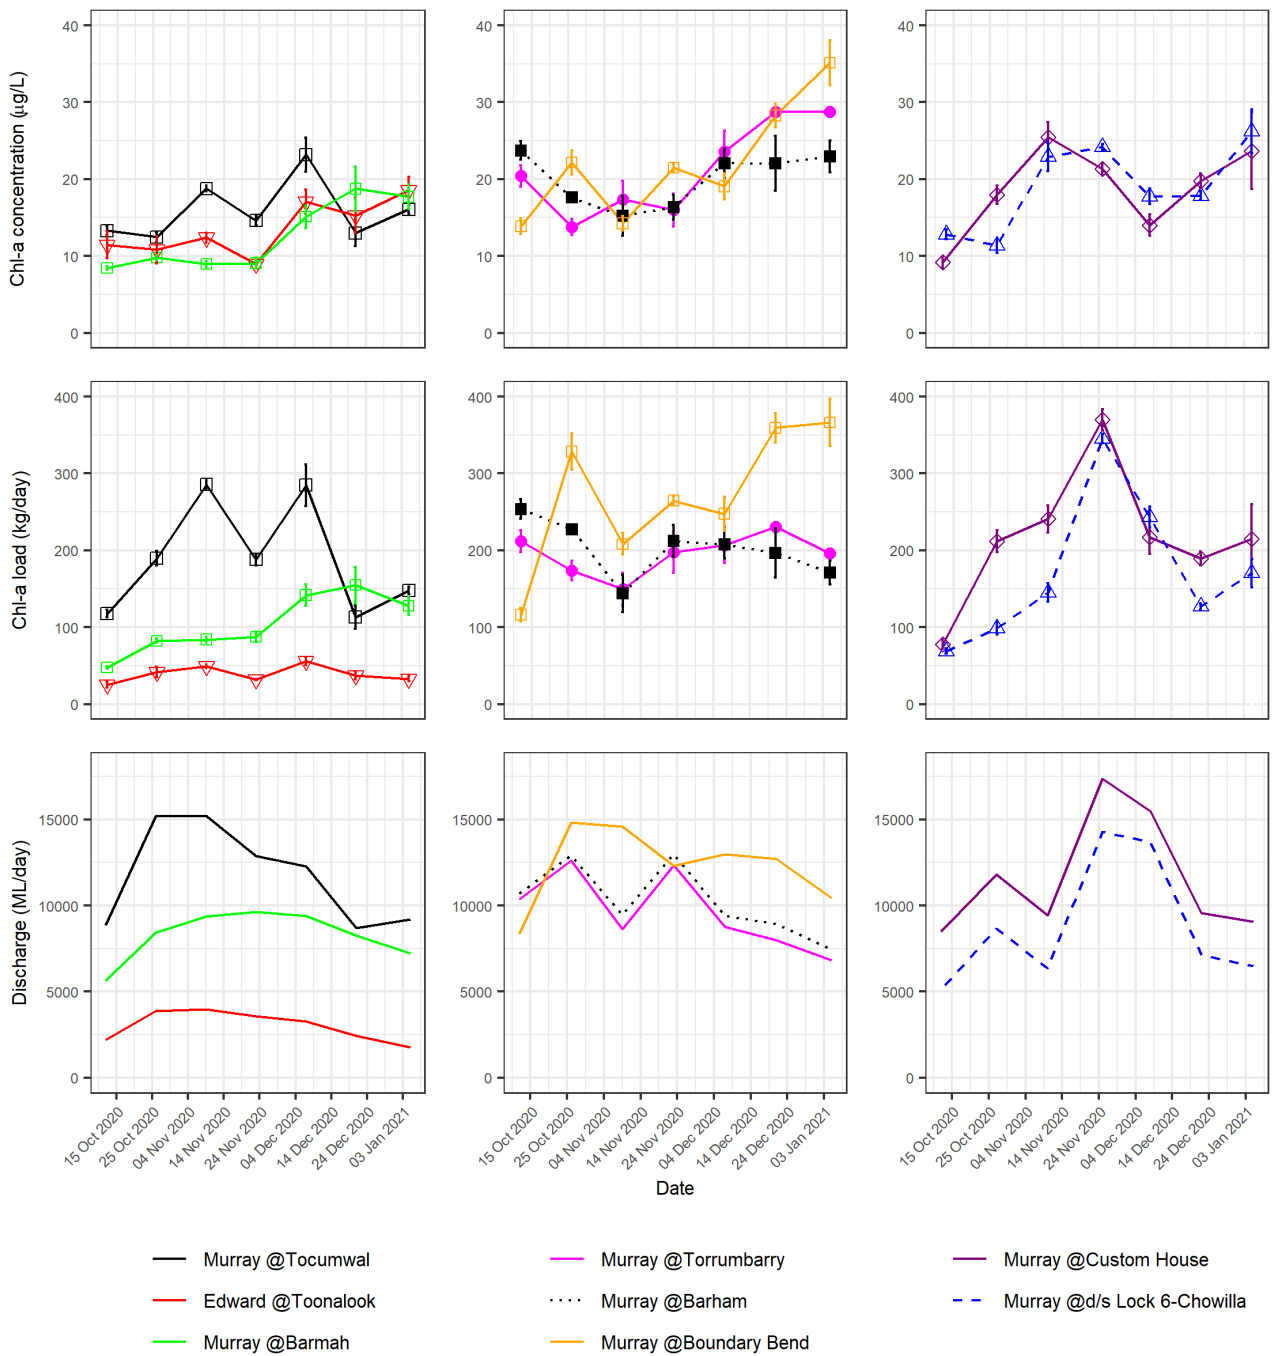 Chl-a concentration (μg/L)
40
30
20
10
0
40
30
20
10
0
40
30
20
10
0
Chl-a load (kg/day)
400
300
200
100
0
400
300
200
100
0
400
300
200
100
0
Discharge (ML/day)
15000
10000
5000
0
15000
10000
5000
0
15000
10000
5000
0
15 Oct 2020
25 Oct 2020
04 Nov 2020
14 Nov 2020
24 Nov 2020
04 Dec 2020
14 Dec 2020
24 Dec 2020
03 Jan 2021
15 Oct 2020
25 Oct 2020
04 Nov 2020
14 Nov 2020
24 Nov 2020
04 Dec 2020
14 Dec 2020
24 Dec 2020
03 Jan 2021
15 Oct 2020
25 Oct 2020
04 Nov 2020
14 Nov 2020
24 Nov 2020
04 Dec 2020
14 Dec 2020
24 Dec 2020
03 Jan 2021
Date
Murray @Tocumwal
Edward @Toonalook
Murray @Barmah
Murray @Torrumbarry
Murray @Barham
Murray @Boundary Bend
Murray @Custom House
Murray @d/s Lock 6-Chowilla